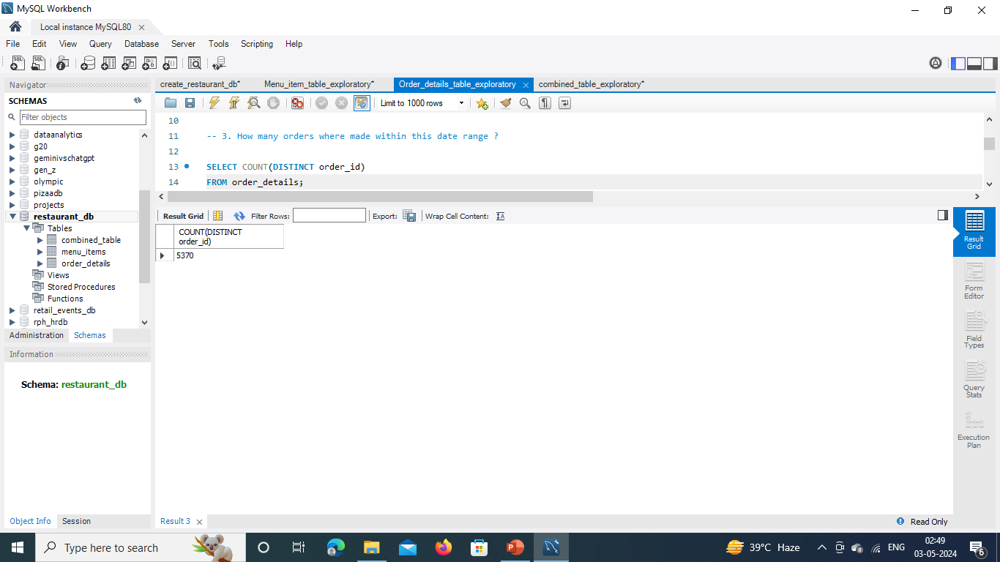 MySQL Workbench
Local instance MySQL80
File Edit View Query Database Server Tools Scripting Help
Navigator
SCHEMAS
Filter objects
dataanalytics
g20
geminivschatgpt
gen_z
olympic
pizaadb
projects
restaurant_db
Tables
combined_table
menu_items
order_details
Views
Stored Procedures
Functions
retail_events_db
rph_hrdb
Administration Schemas
Information
Schema: restaurant_db
Object Info Session
create_restaurant_db* Menu_item_table_exploratory* Order_details_table_exploratory combined_table_exploratory*
Limit to 1000 rows
10
11 -- 3. How many orders where made within this date range ?
12
13 SELECT COUNT(DISTINCT order_id)
14 FROM order_details;
Result Grid Filter Rows: Export: Wrap Cell Content:
COUNT(DISTINCT
order_id)
5370
Result
Grid
Form
Editor
Field
Types
Query
Stats
Execution
Plan
Result 3 Read Only
Type here to search
39°C Haze
ENG
02:49
03-05-2024
6